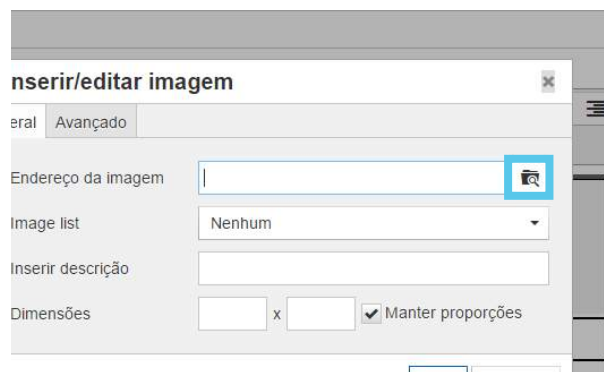 nserir/editar imagem
eral Avançado
Endereço da imagem
Image list Nenhum
Inserir descrição
Dimensões x Manter proporções